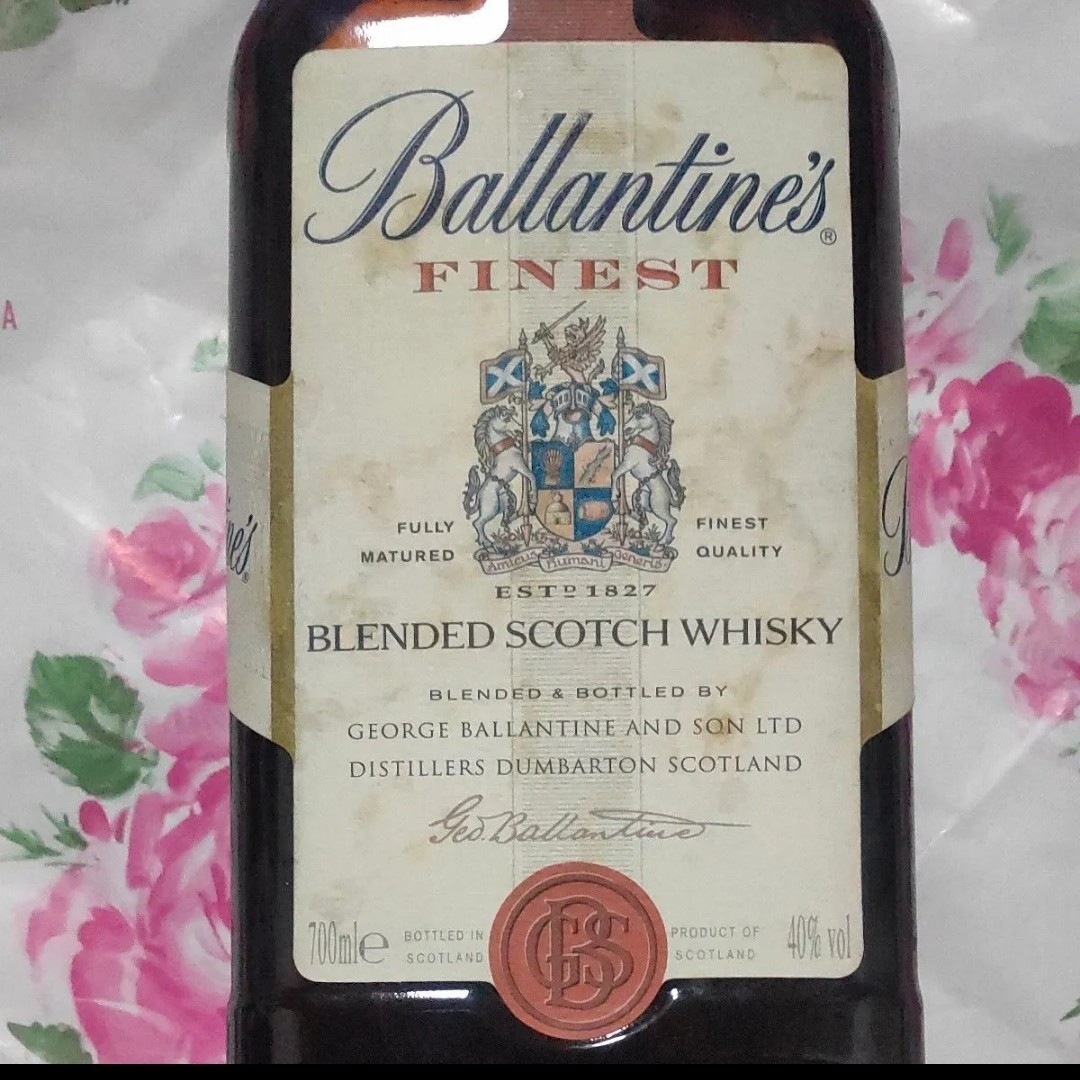 Ballantine's®
FINEST
FULLY
MATURED
FINEST
QUALITY
Amicus Humani Generis
ESTD 1827
BLENDED SCOTCH WHISKY
BLENDED & BOTTLED BY
GEORGE BALLANTINE AND SON LTD
DISTILLERS DUMBARTON SCOTLAND
Geo. Ballantine
700ml e
BOTTLED IN
SCOTLAND
GBS
PRODUCT OF
SCOTLAND
40% vol
ine's®
B
A